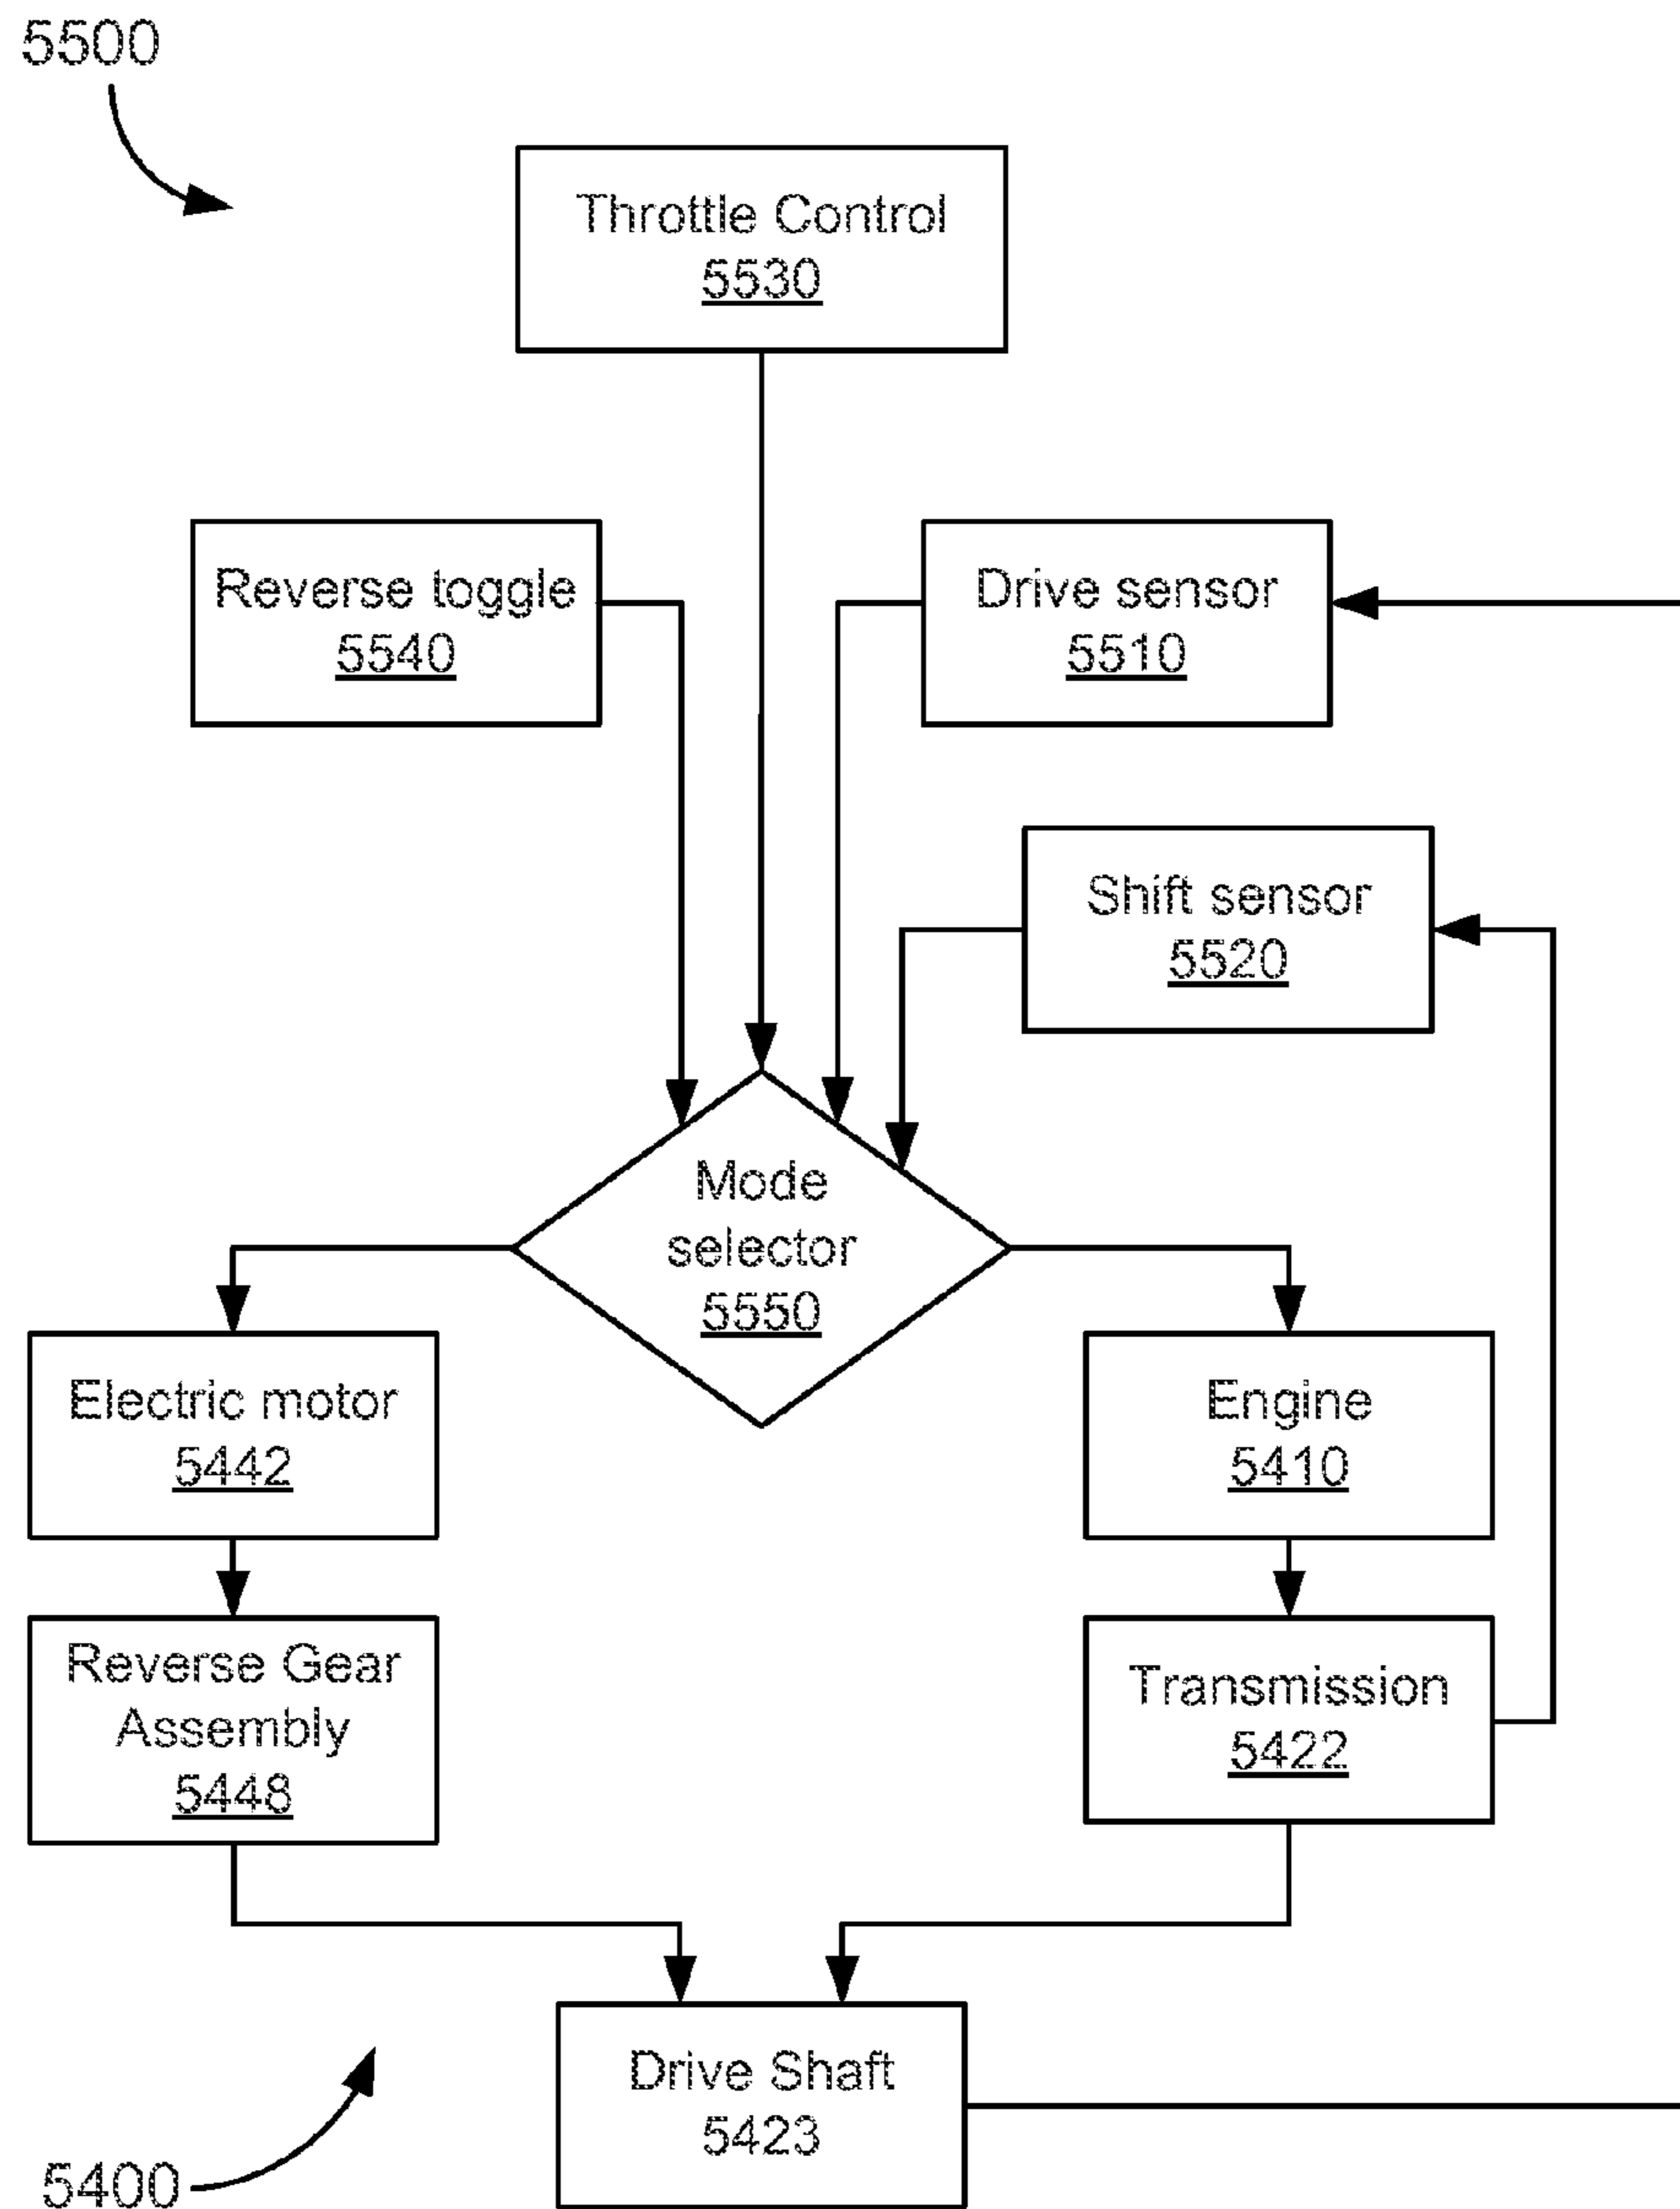 5500
Throttle Control
5530
Reverse toggle
5540
Drive sensor
5510
Shift sensor
5520
Mode
selector
5550
Electric motor
5442
Engine
5410
Reverse Gear
Assembly
5448
Transmission
5422
Drive Shaft
5423
5400